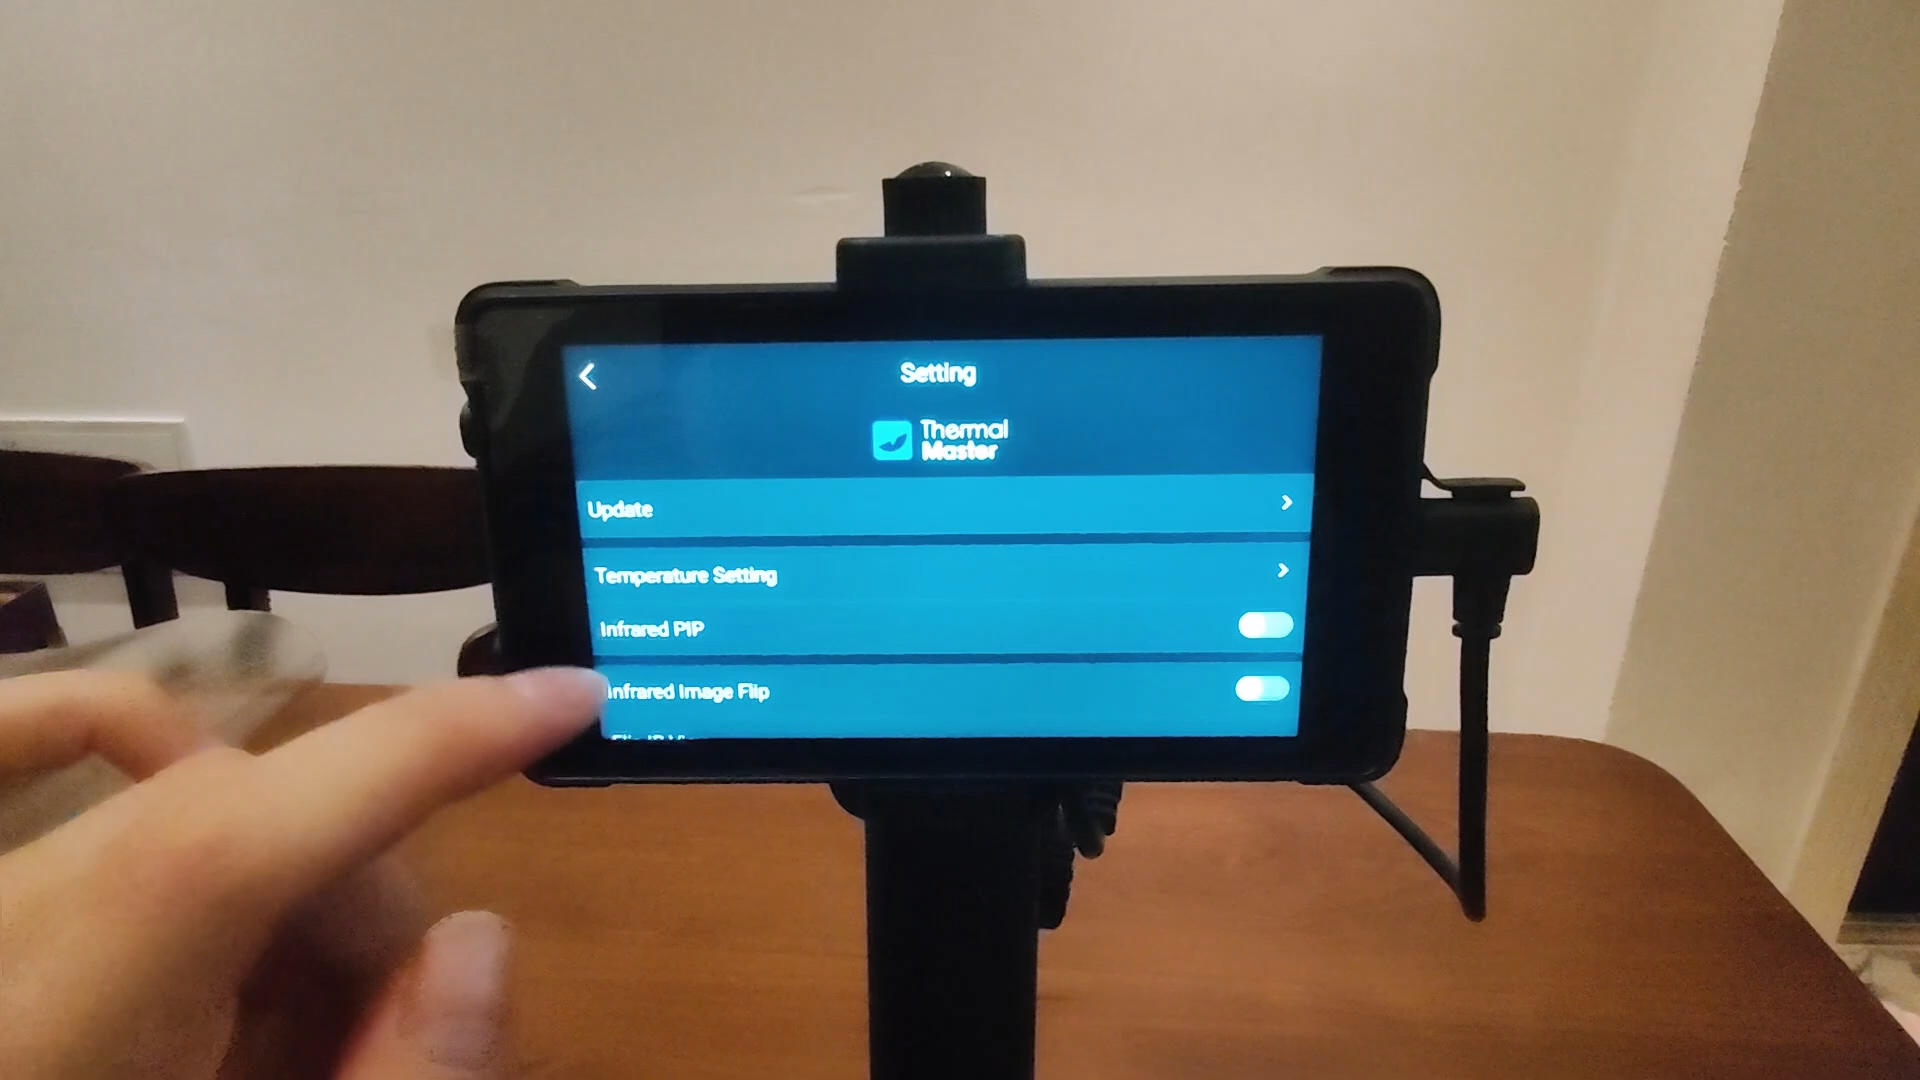 Setting
Thermal
Master
Update
Temperature Setting
Infrared PIP
Infrared Image Flip